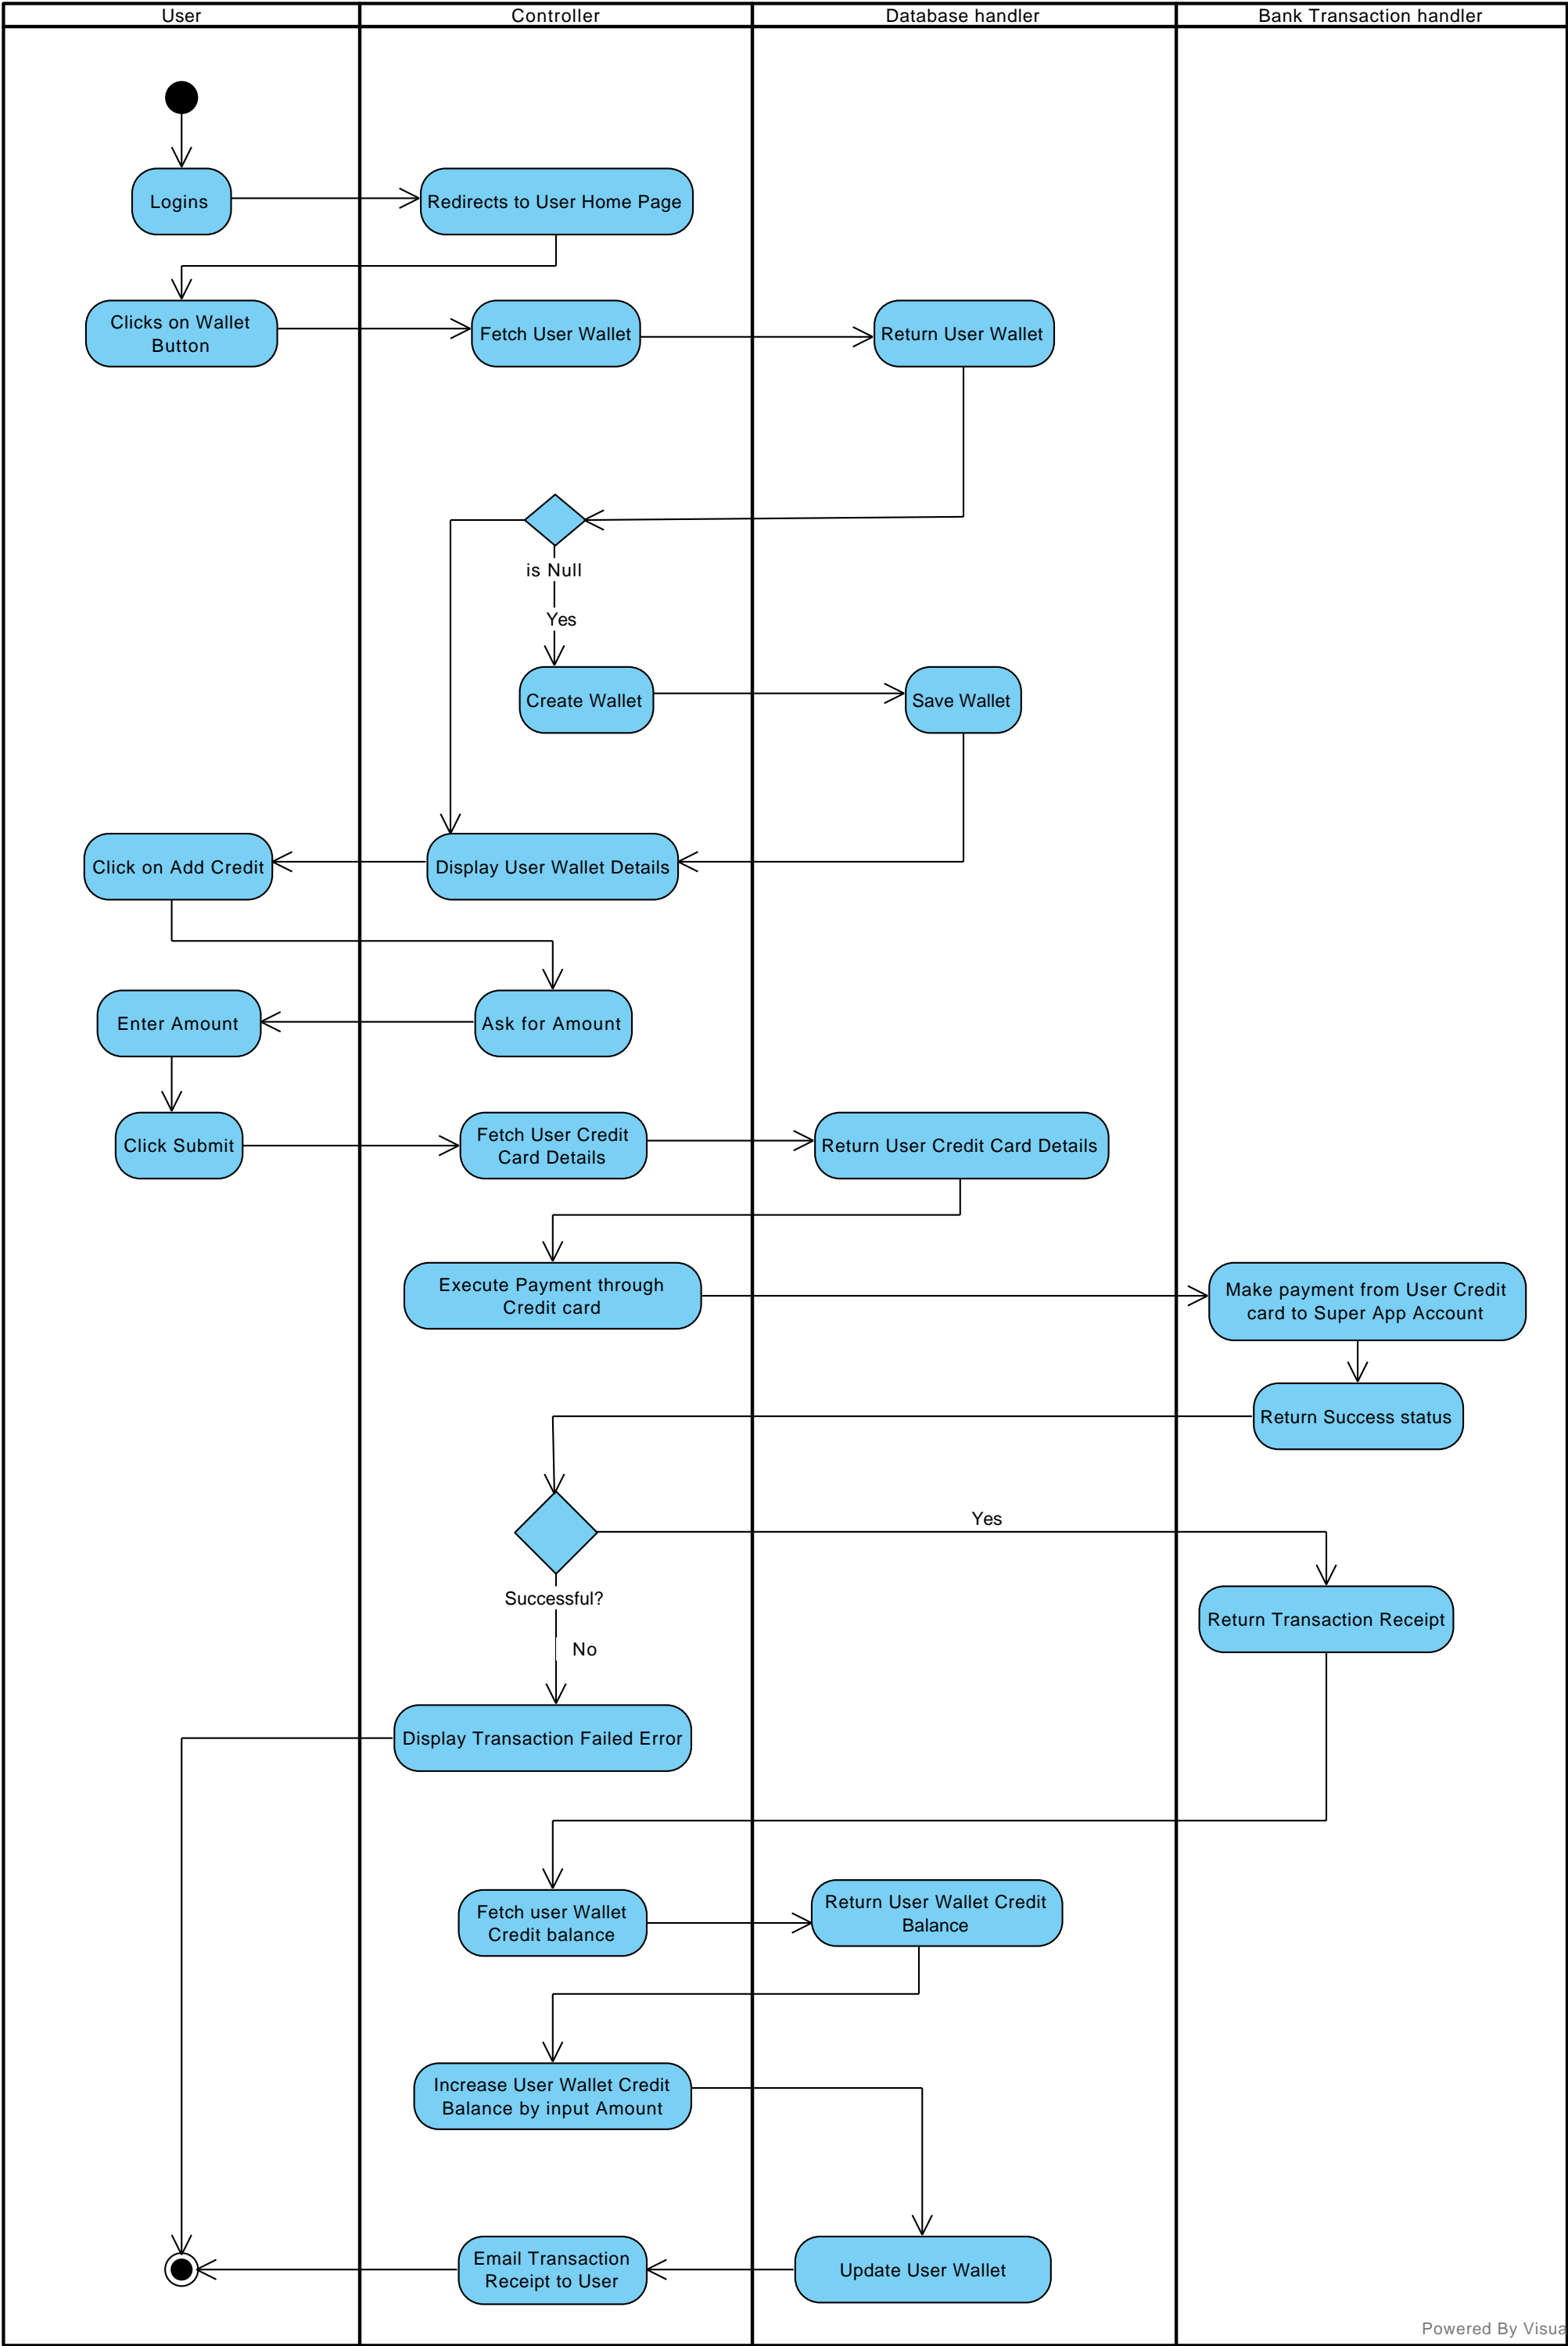 User
Controller
Database handler
Bank Transaction handler
Logins
Redirects to User Home Page
Clicks on Wallet
Button
Fetch User Wallet
Return User Wallet
is Null
Yes
Create Wallet
Save Wallet
Click on Add Credit
Display User Wallet Details
Enter Amount
Ask for Amount
Click Submit
Fetch User Credit
Card Details
Return User Credit Card Details
Execute Payment through
Credit card
Make payment from User Credit
card to Super App Account
Return Success status
Yes
Successful?
Return Transaction Receipt
No
Display Transaction Failed Error
Fetch user Wallet
Credit balance
Return User Wallet Credit
Balance
Increase User Wallet Credit
Balance by input Amount
Email Transaction
Receipt to User
Update User Wallet
Powered By Visua